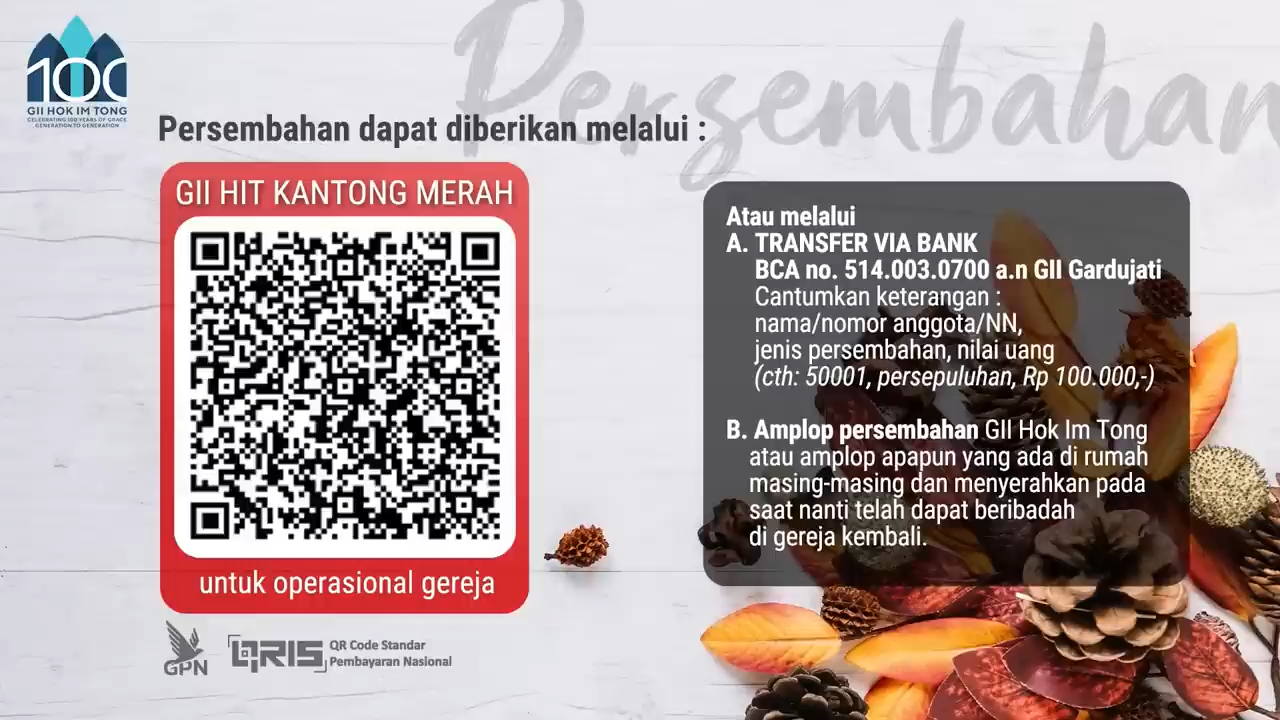 Persembahan
100
GII HOK IM TONG
CELEBRATING 100 YEARS OF GRACE
GENERATION TO GENERATION
Persembahan dapat diberikan melalui :
GII HIT KANTONG MERAH
untuk operasional gereja
GPN
QRIS
QR Code Standar
Pembayaran Nasional
Atau melalui
A. TRANSFER VIA BANK
BCA no. 514.003.0700 a.n GII Gardujati
Cantumkan keterangan :
nama/nomor anggota/NN,
jenis persembahan, nilai uang
(cth: 50001, persepuluhan, Rp 100.000,-)
B. Amplop persembahan GII Hok Im Tong
atau amplop apapun yang ada di rumah
masing-masing dan menyerahkan pada
saat nanti telah dapat beribadah
di gereja kembali.